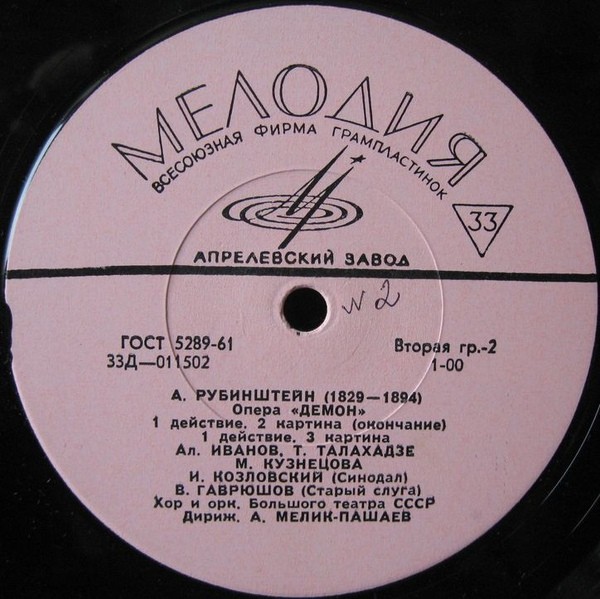 МЕЛОДИЯ
ВСЕСОЮЗНАЯ ФИРМА ГРАМПЛАСТИНОК
33
АПРЕЛЕВСКИЙ ЗАВОД
N 2
ГОСТ 5289-61
33Д—011502
Вторая гр.-2
1-00
А. РУБИНШТЕЙН (1829—1894)
Опера «ДЕМОН»
1 действие. 2 картина (окончание)
1 действие. 3 картина
Ал. ИВАНОВ, Т. ТАЛАХАДЗЕ
М. КУЗНЕЦОВА
И. КОЗЛОВСКИЙ (Синодал)
В. ГАВРЮШОВ (Старый слуга)
Хор и орк. Большого театра СССР
Дириж. А. МЕЛИК-ПАШАЕВ